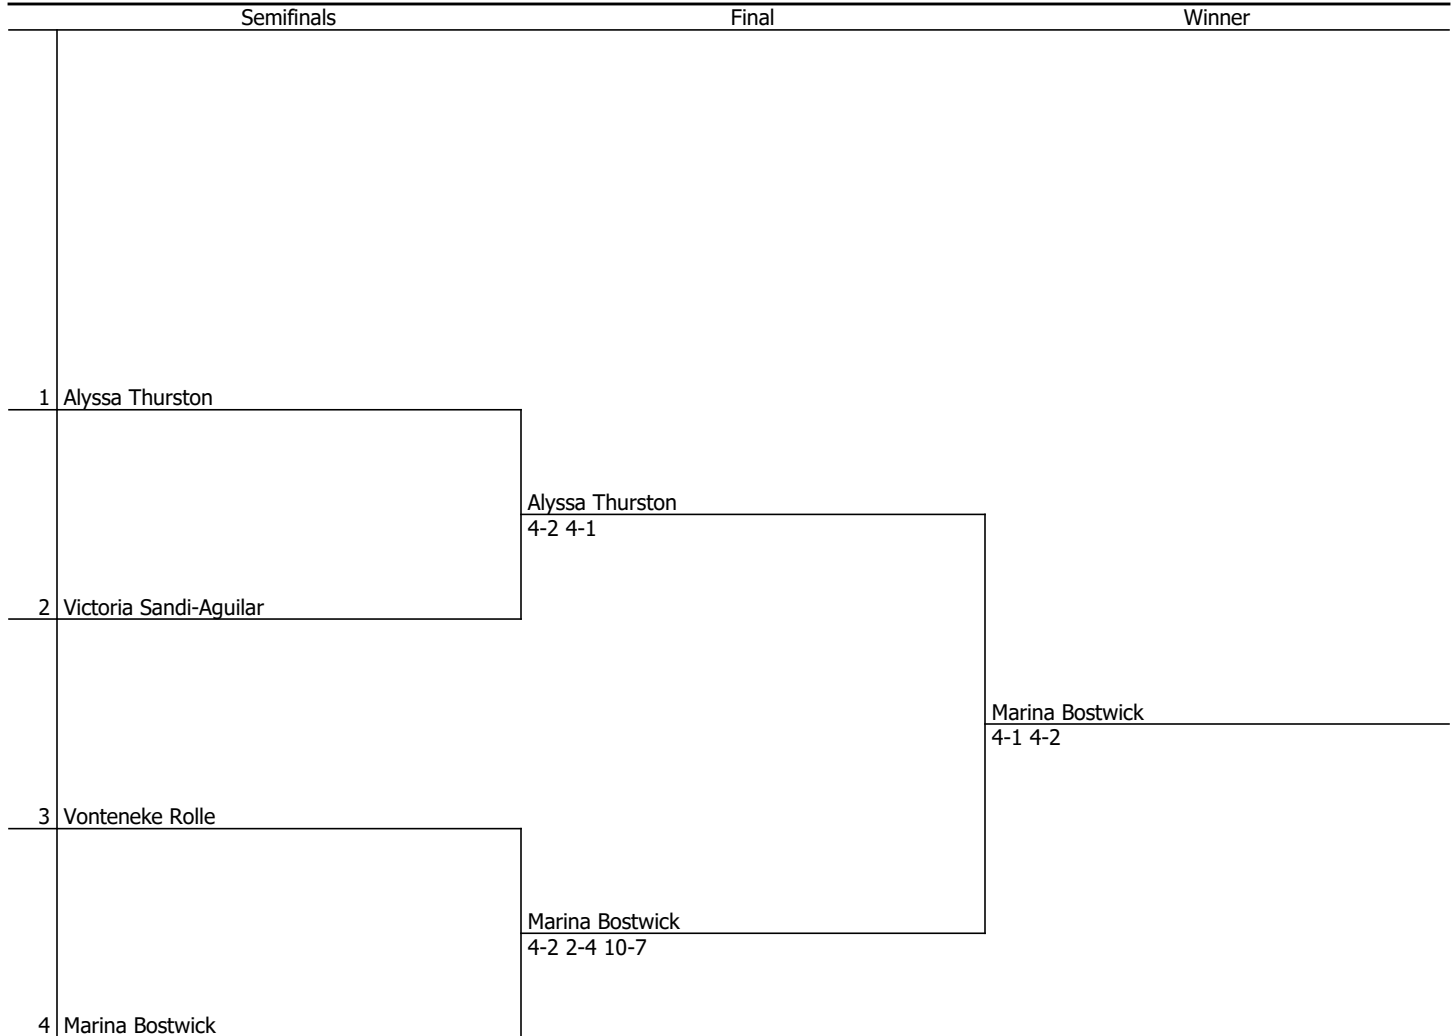 Semifinals Final Winner
1 Alyssa Thurston
Alyssa Thurston
4-2 4-1
2 Victoria Sandi-Aguilar
Marina Bostwick
4-1 4-2
3 Vonteneke Rolle
Marina Bostwick
4-2 2-4 10-7
4 Marina Bostwick